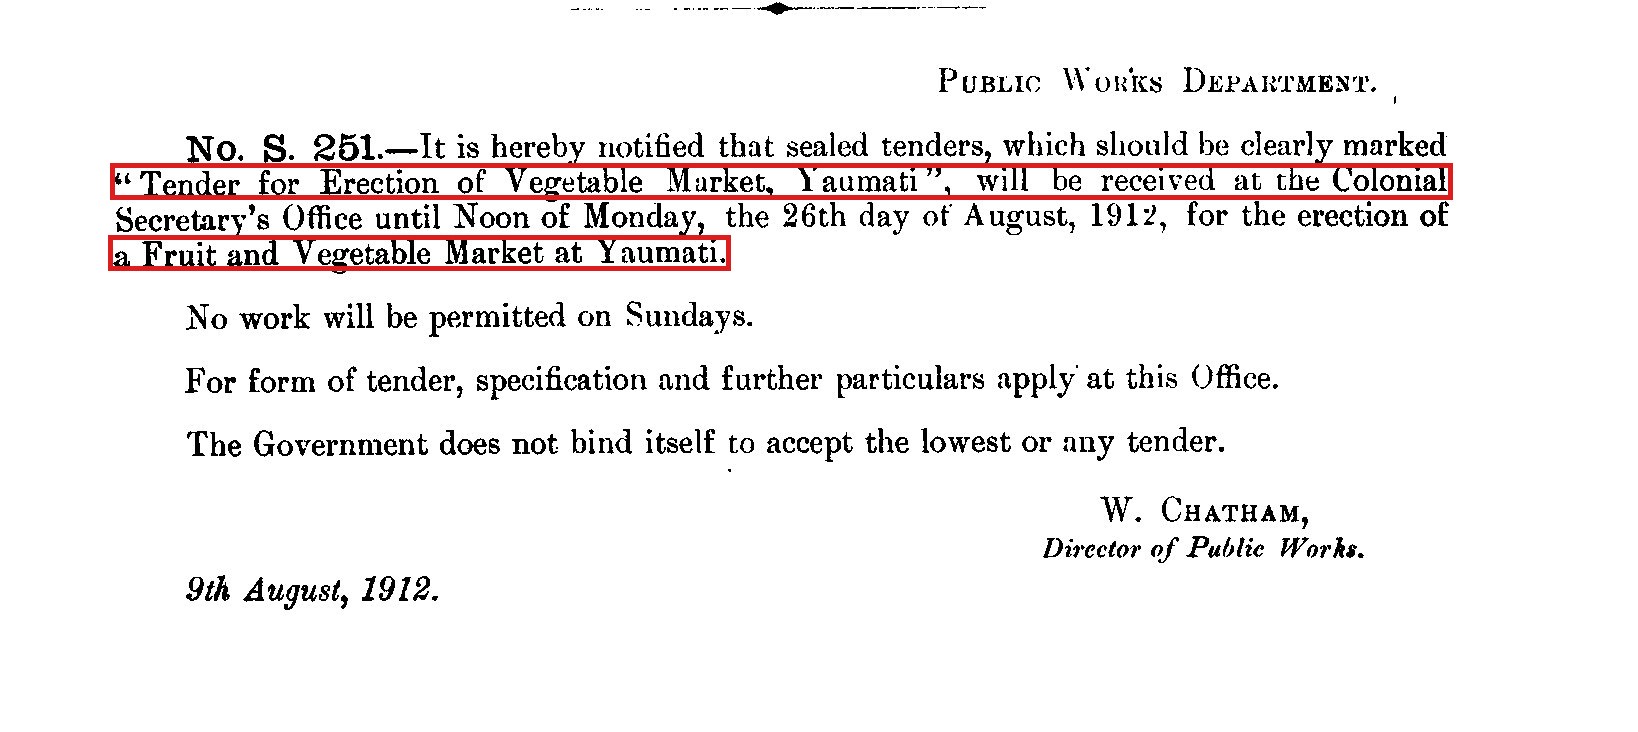 PUBLIC WORKS DEPARTMENT.
No. S. 251.—It is hereby notified that sealed tenders, which should be clearly marked
“Tender for Erection of Vegetable Market, Yaumati”, will be received at the Colonial
Secretary's Office until Noon of Monday, the 26th day of August, 1912, for the erection of
a Fruit and Vegetable Market at Yaumati.
No work will be permitted on Sundays.
For form of tender, specification and further particulars apply at this Office.
The Government does not bind itself to accept the lowest or any tender.
W. CHATHAM,
Director of Public Works.
9th August, 1912.